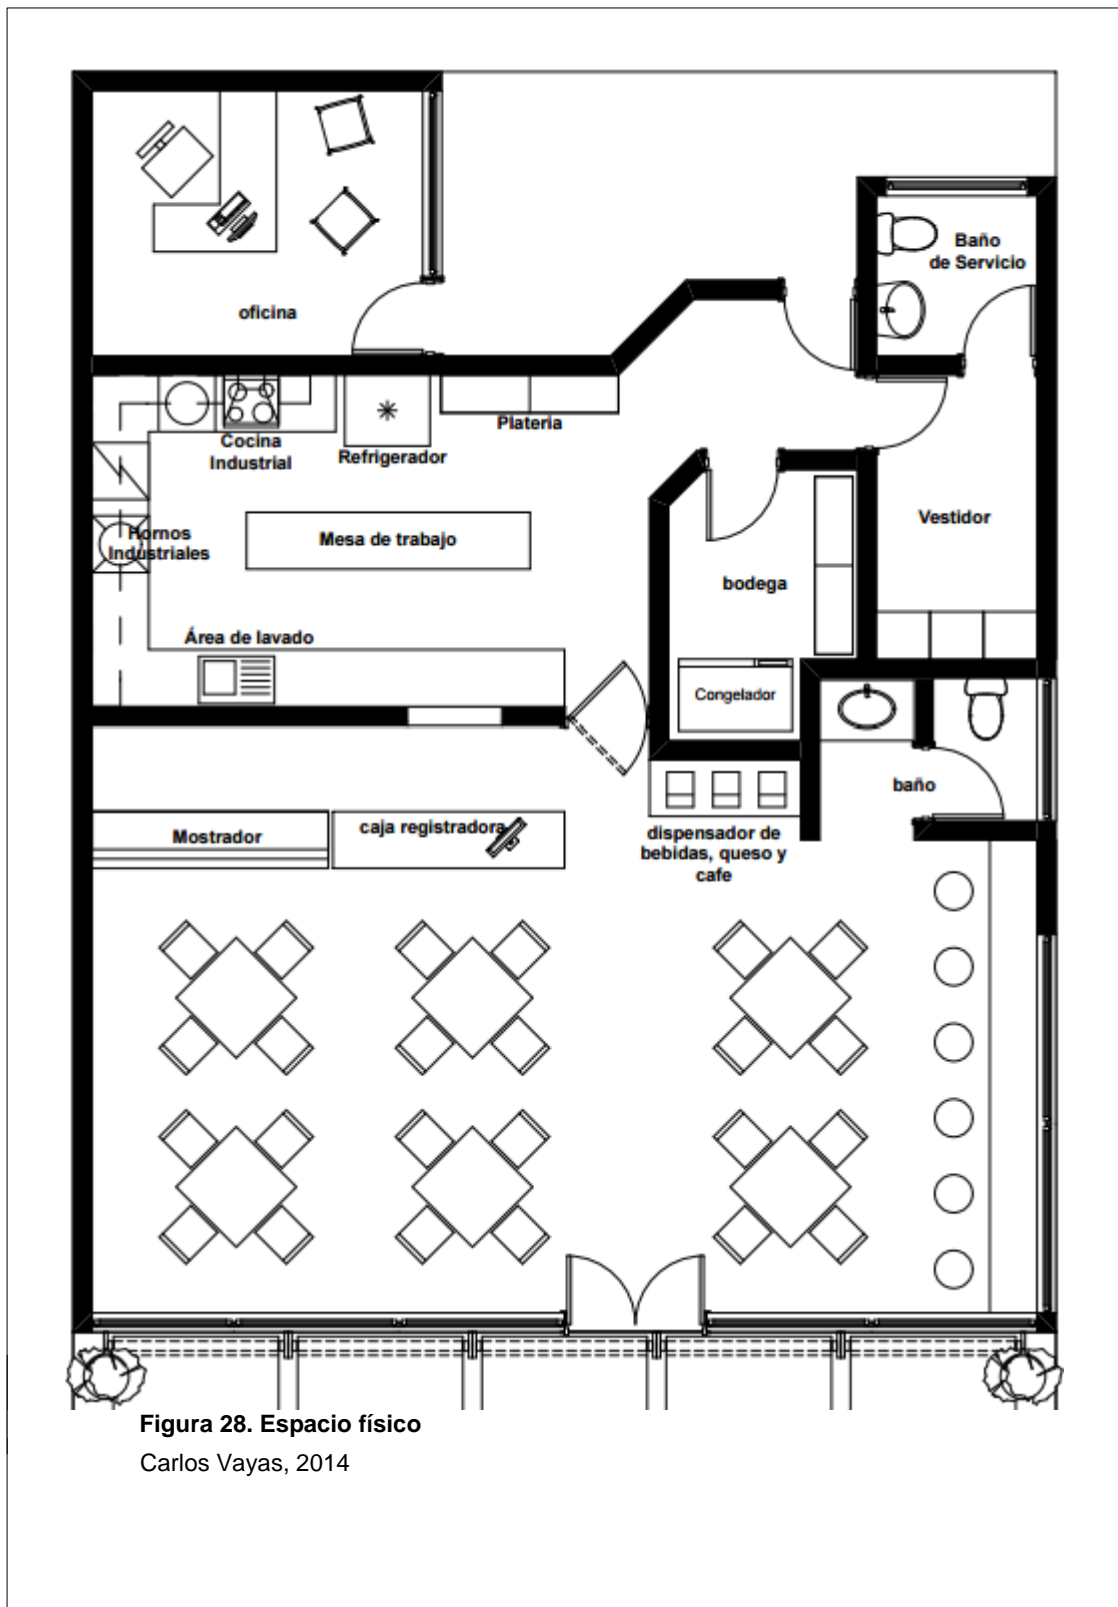 Baño
de Servicio
oficina
Plateria
Cocina
Industrial
Refrigerador
Hornos
Industriales
Mesa de trabajo
Vestidor
bodega
Área de lavado
Congelador
baño
Mostrador
caja registradora
dispensador de
bebidas, queso y
cafe
Figura 28. Espacio físico
Carlos Vayas, 2014